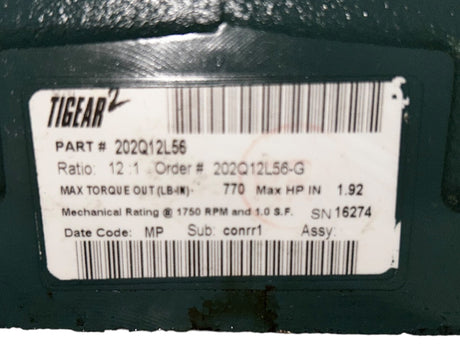 TIGEAR 2
PART # 202Q12L56
Ratio: 12 :1 Order # 202Q12L56-G
MAX TORQUE OUT (LB-IN)· 770 Max HP IN 1.92
Mechanical Rating @ 1750 RPM and 1.0 S.F. SN 16274
Date Code: MP Sub: conrr1 Assy: